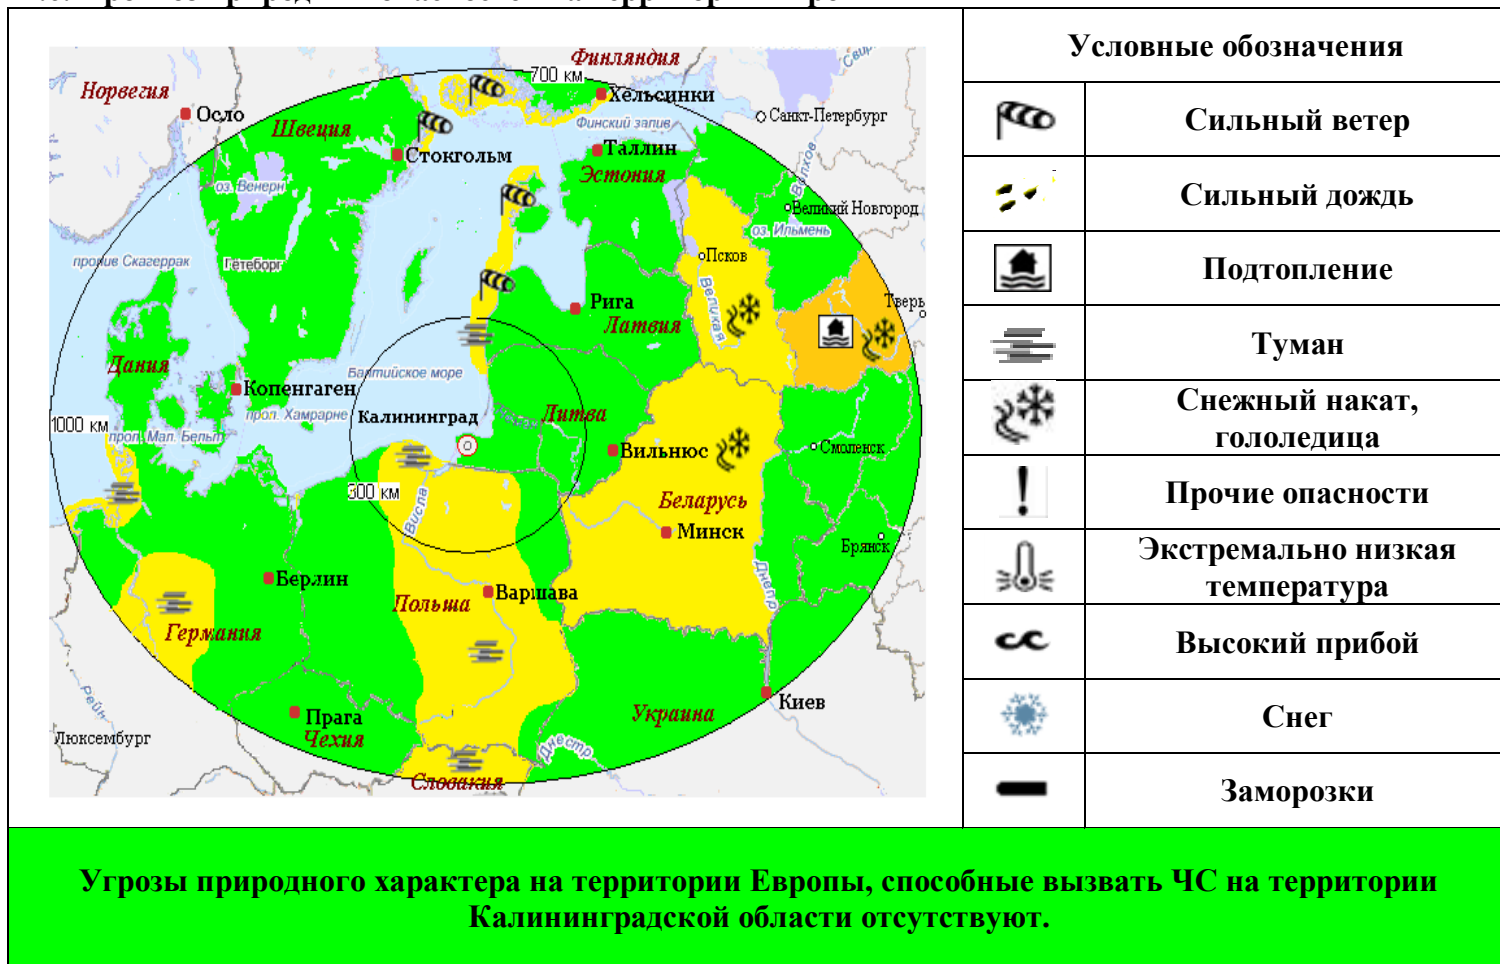 Финляндия
700 км
Свирь
Норвегия
Хельсинки
Осло
Санкт-Петербург
Швеция
Финский залив
Стокгольм
Таллин
Эстония
Волхов
оз. Венерн
Великий Новгород
оз. Ильмень
пролив Скагеррак
Гетеборг
Псков
Великая
Рига
Тверь
Латвия
Дания
Балтийское море
Копенгаген
прол. Хамрарне
Калининград
Литва
1000 км
прол. Мал. Бельт
Вильнюс
Смоленск
300 км
Висла
Беларусь
Минск
Брянск
Берлин
Днепр
Польша
Варшава
Германия
Рейн
Киев
Прага
Украина
Чехия
Люксембург
Днестр
Словакия
Условные обозначения
Сильный ветер
Сильный дождь
Подтопление
Туман
Снежный накат,
гололедица
Прочие опасности
Экстремально низкая
температура
Высокий прибой
Снег
Заморозки
Угрозы природного характера на территории Европы, способные вызвать ЧС на территории
Калининградской области отсутствуют.